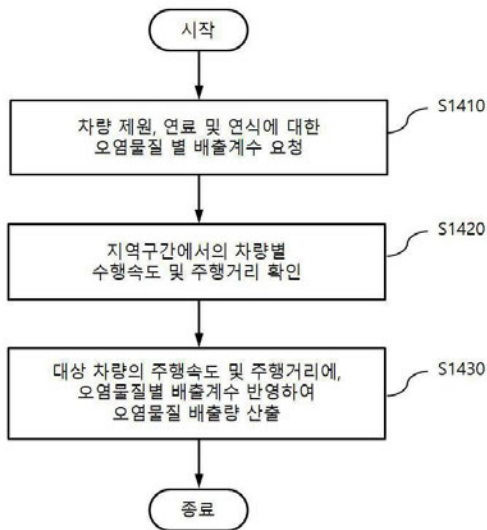 시작
차량 제원, 연료 및 연식에 대한
오염물질 별 배출계수 요청
S1410
지역구간에서의 차량별
수행속도 및 주행거리 확인
S1420
대상 차량의 주행속도 및 주행거리에,
오염물질별 배출계수 반영하여
오염물질 배출량 산출
S1430
종료